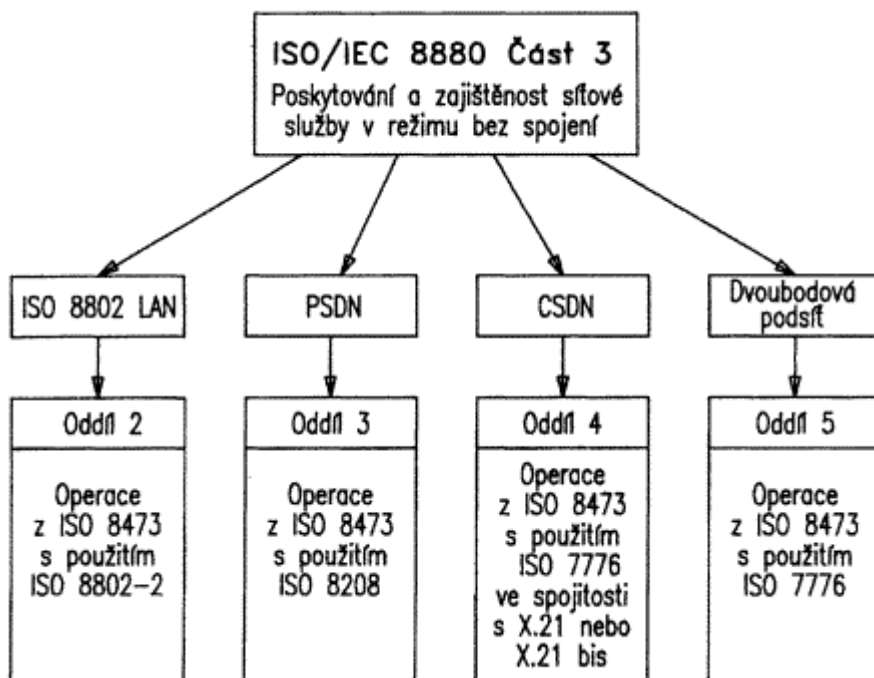 ISO/IEC 8880 Část 3
Poskytování a zajištěnost síťové
služby v režimu bez spojení
ISO 8802 LAN
PSDN
CSDN
Dvoubodová
podsíť
Oddíl 2
Operace
z ISO 8473
s použitím
ISO 8802-2
Oddíl 3
Operace
z ISO 8473
s použitím
ISO 8208
Oddíl 4
Operace
z ISO 8473
s použitím
ISO 7776
ve spojitosti
s X.21 nebo
X.21 bis
Oddíl 5
Operace
z ISO 8473
s použitím
ISO 7776